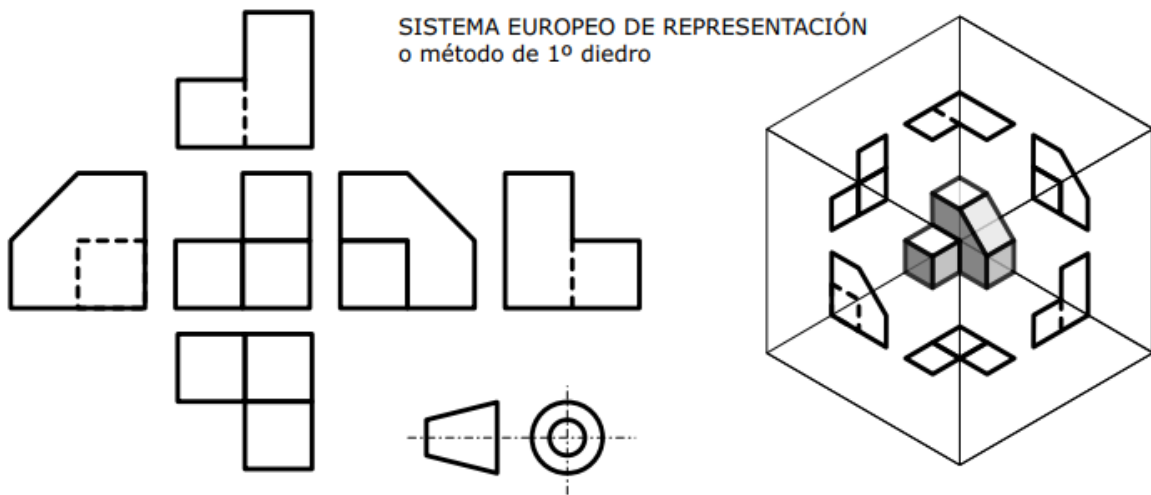 SISTEMA EUROPEO DE REPRESENTACIÓN
o método de 1º diedro